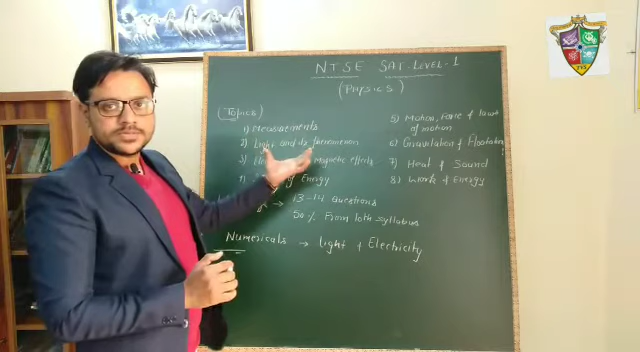 NTSE SAT LEVEL-1
(PHYSICS)
(Topics)
1) Measurements
2) Light and its Phenomenon
3) Magnetic effects
of Energy
→ 13-14 Questions
50% From 10th syllabus
Numericals → light + Electricity
5) Motion, Force & laws
of motion
6) Gravitation & Floatation
7) Heat & Sound
8) Work & Energy